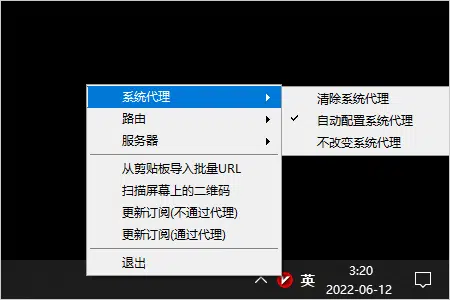 系统代理
路由
服务器
从剪贴板导入批量URL
扫描屏幕上的二维码
更新订阅(不通过代理)
更新订阅(通过代理)
退出
清除系统代理
自动配置系统代理
不改变系统代理
英
3:20
2022-06-12